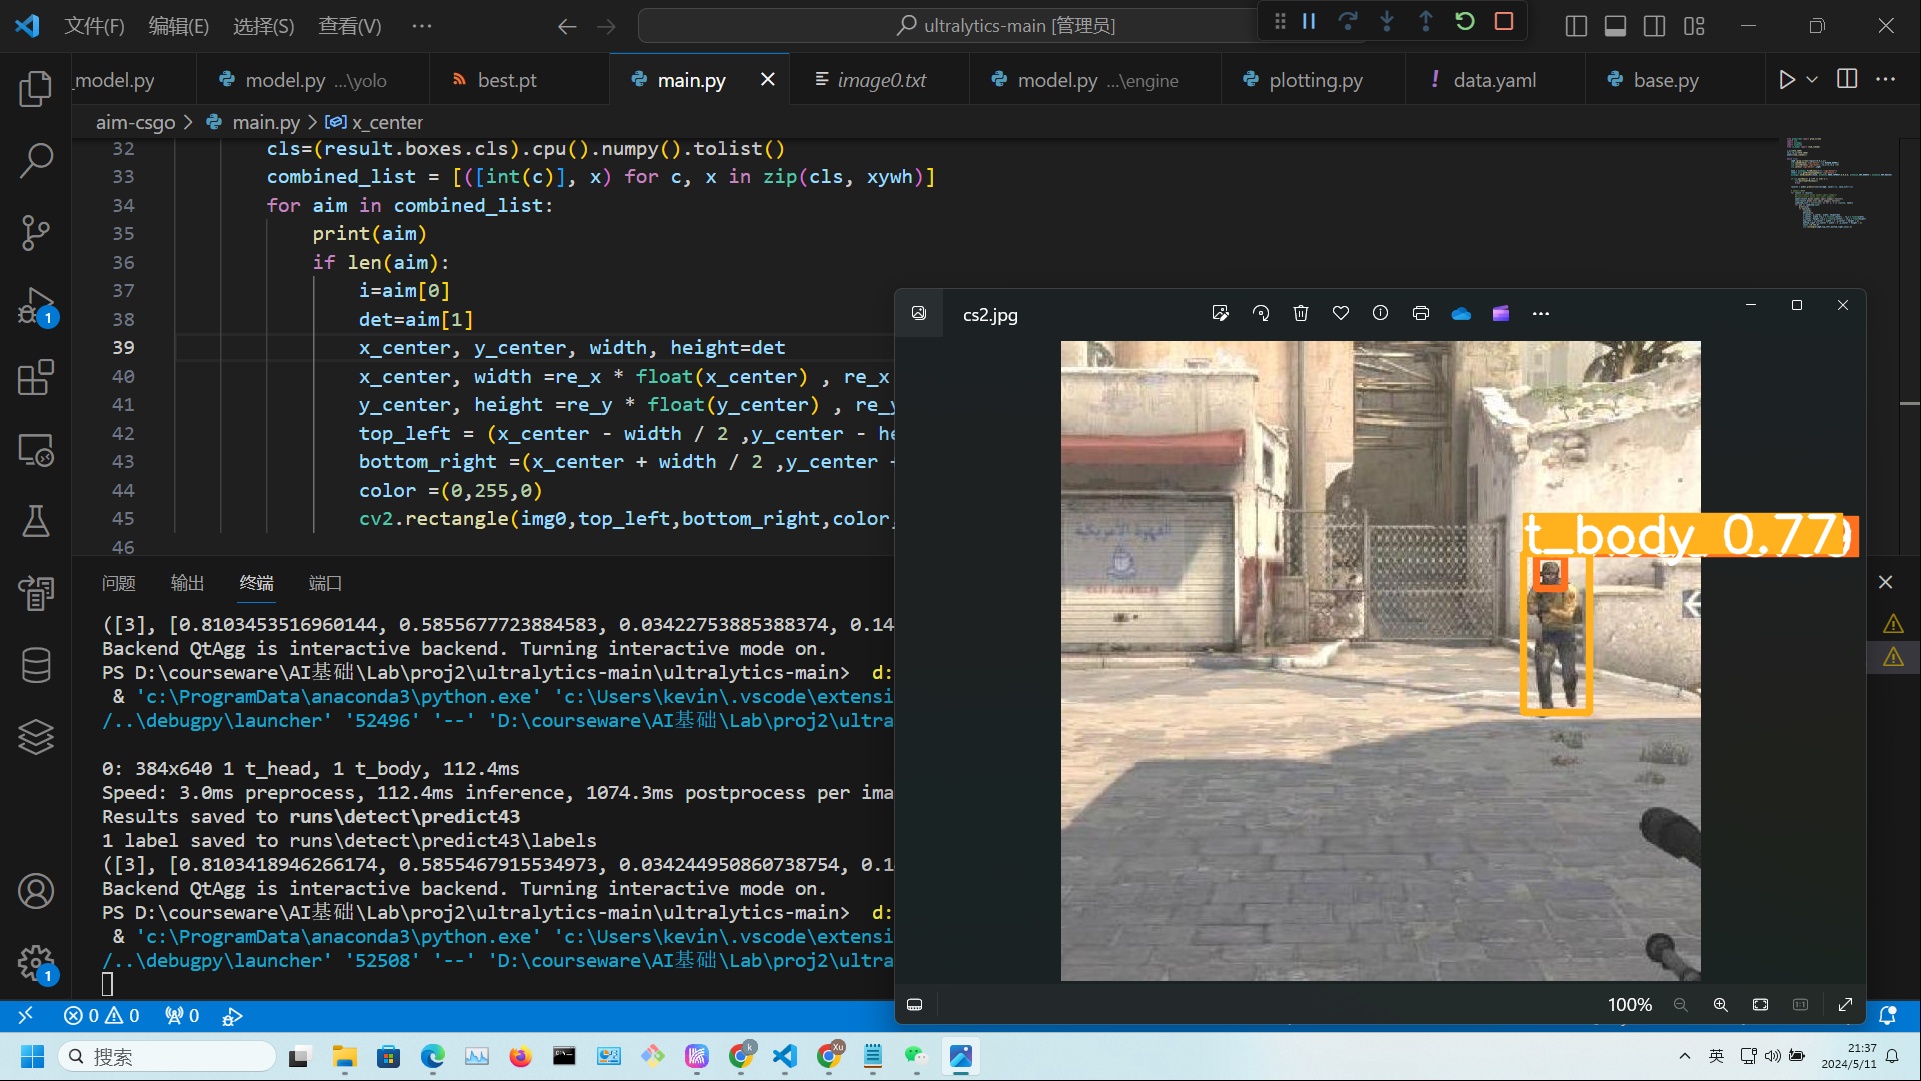 文件(F) 编辑(E) 选择(S) 查看(V) ··· ultralytics-main [管理员]
_model.py model.py ...\yolo best.pt main.py image0.txt model.py ...\engine ! data.yaml plotting.py base.py
aim-csgo > main.py > x_center
32 cls=(result.boxes.cls).cpu().numpy().tolist()
33 combined_list = [([int(c)], x) for c, x in zip(cls, xywh)]
34 for aim in combined_list:
35 print(aim)
36 if len(aim):
37 i=aim[0]
38 det=aim[1]
39 x_center, y_center, width, height=det
40 x_center, width =re_x * float(x_center) , re_x
41 y_center, height =re_y * float(y_center) , re_y
42 top_left = (x_center - width / 2 ,y_center - he
43 bottom_right =(x_center + width / 2 ,y_center +
44 color =(0,255,0)
45 cv2.rectangle(img0,top_left,bottom_right,color,
46
问题 输出 终端 端口
([3], [0.8103453516960144, 0.5855677723884583, 0.03422753885388374, 0.14
Backend QtAgg is interactive backend. Turning interactive mode on.
PS D:\courseware\AI基础\Lab\proj2\ultralytics-main\ultralytics-main> d:
& 'c:\ProgramData\anaconda3\python.exe' 'c:\Users\kevin\.vscode\extensi
/..\debugpy\launcher' '52496' '--' 'D:\courseware\AI基础\Lab\proj2\ultra
0: 384x640 1 t_head, 1 t_body, 112.4ms
Speed: 3.0ms preprocess, 112.4ms inference, 1074.3ms postprocess per ima
Results saved to runs\detect\predict43
1 label saved to runs\detect\predict43\labels
([3], [0.8103418946266174, 0.5855467915534973, 0.034244950860738754, 0.1
Backend QtAgg is interactive backend. Turning interactive mode on.
PS D:\courseware\AI基础\Lab\proj2\ultralytics-main\ultralytics-main> d:
& 'c:\ProgramData\anaconda3\python.exe' 'c:\Users\kevin\.vscode\extensi
/..\debugpy\launcher' '52508' '--' 'D:\courseware\AI基础\Lab\proj2\ultra
cs2.jpg
t_body 0.77
100%
0 0 0
搜索
英
21:37
2024/5/11